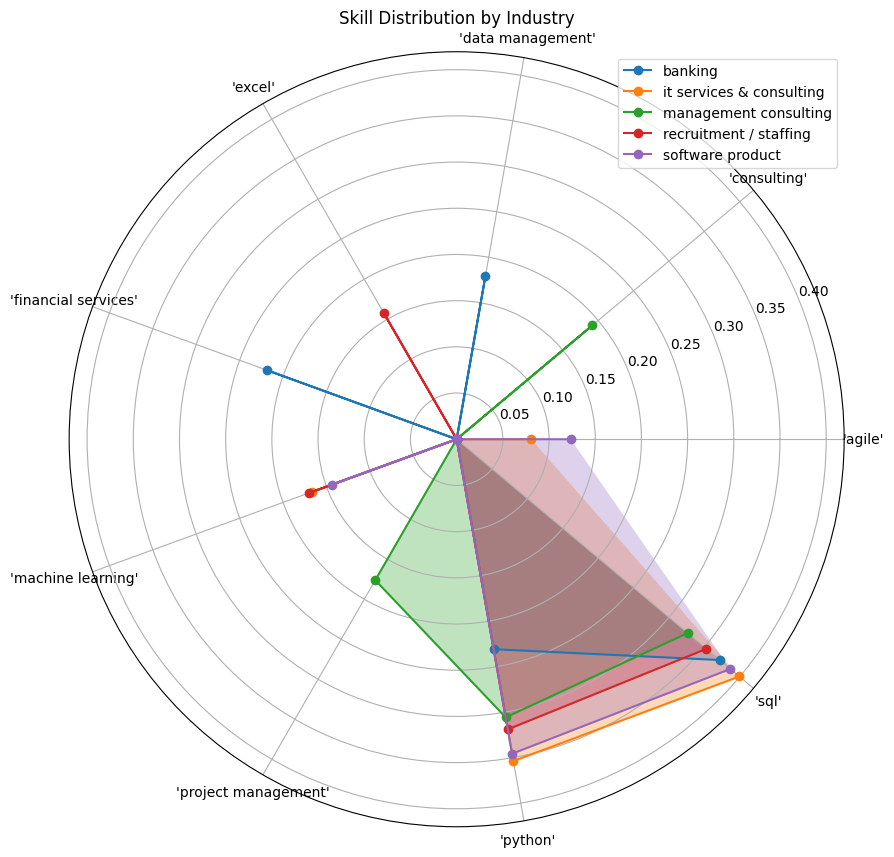 Skill Distribution by Industry
'data management'
banking
it services & consulting
management consulting
recruitment / staffing
software product
'excel'
'consulting'
'financial services'
0.40
0.35
0.30
0.25
0.20
0.15
0.10
0.05
'agile'
'machine learning'
'sql'
'project management'
'python'